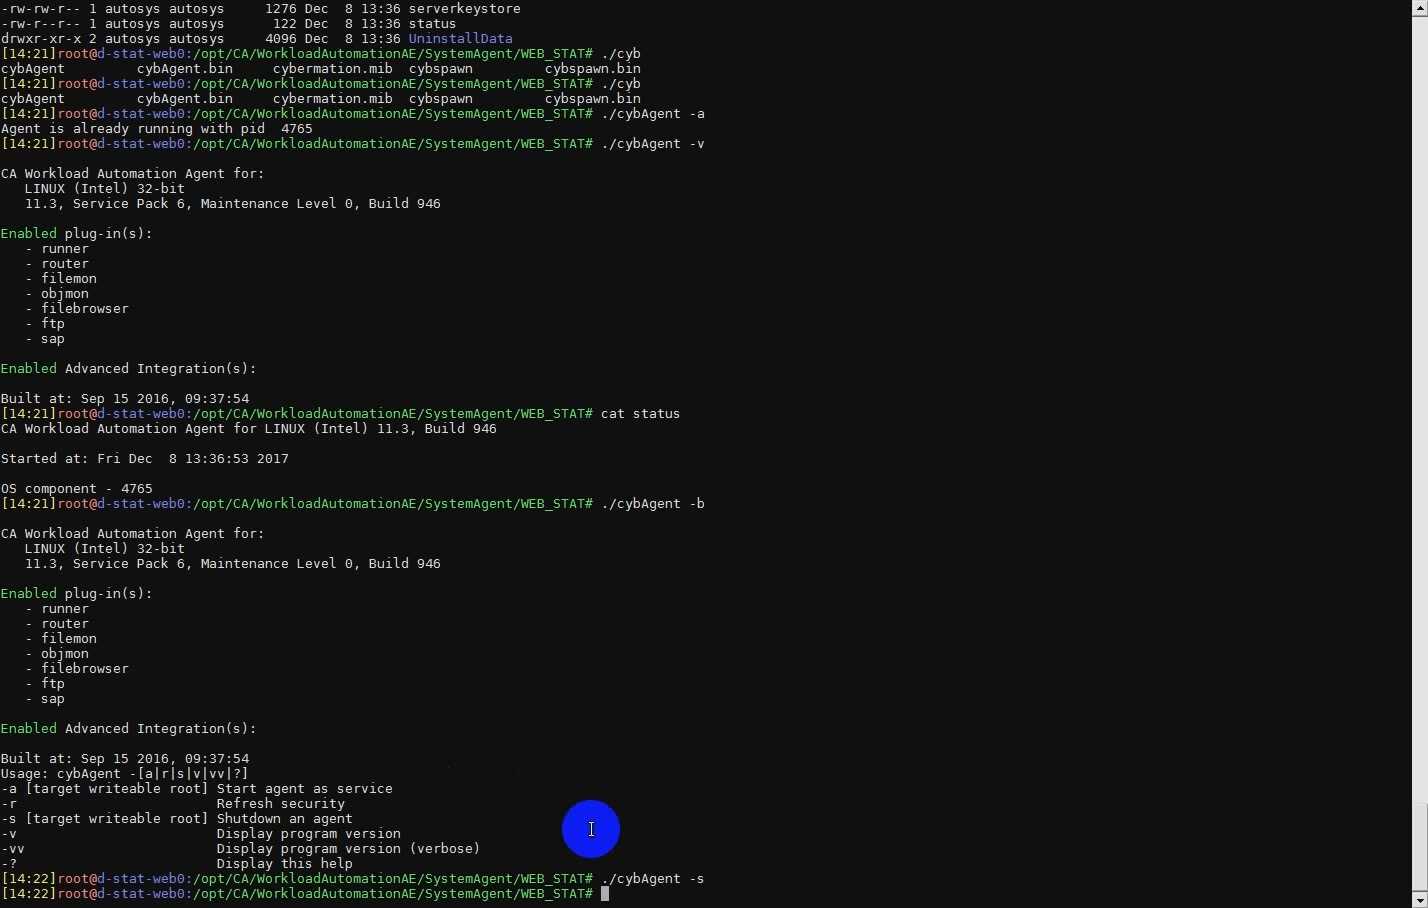 -rw-rw-r-- 1 autosys autosys     1276 Dec  8 13:36 serverkeystore
-rw-r--r-- 1 autosys autosys      122 Dec  8 13:36 status
drwxr-xr-x 2 autosys autosys     4096 Dec  8 13:36 UninstallData
[14:21]root@d-stat-web0:/opt/CA/WorkloadAutomationAE/SystemAgent/WEB_STAT# ./cyb
cybAgent         cybAgent.bin     cybermation.mib  cybspawn         cybspawn.bin
[14:21]root@d-stat-web0:/opt/CA/WorkloadAutomationAE/SystemAgent/WEB_STAT# ./cyb
cybAgent         cybAgent.bin     cybermation.mib  cybspawn         cybspawn.bin
[14:21]root@d-stat-web0:/opt/CA/WorkloadAutomationAE/SystemAgent/WEB_STAT# ./cybAgent -a
Agent is already running with pid  4765
[14:21]root@d-stat-web0:/opt/CA/WorkloadAutomationAE/SystemAgent/WEB_STAT# ./cybAgent -v
CA Workload Automation Agent for:
   LINUX (Intel) 32-bit
   11.3, Service Pack 6, Maintenance Level 0, Build 946
Enabled plug-in(s):
   - runner
   - router
   - filemon
   - objmon
   - filebrowser
   - ftp
   - sap
Enabled Advanced Integration(s):
Built at: Sep 15 2016, 09:37:54
[14:21]root@d-stat-web0:/opt/CA/WorkloadAutomationAE/SystemAgent/WEB_STAT# cat status
CA Workload Automation Agent for LINUX (Intel) 11.3, Build 946
Started at: Fri Dec  8 13:36:53 2017
OS component - 4765
[14:21]root@d-stat-web0:/opt/CA/WorkloadAutomationAE/SystemAgent/WEB_STAT# ./cybAgent -b
CA Workload Automation Agent for:
   LINUX (Intel) 32-bit
   11.3, Service Pack 6, Maintenance Level 0, Build 946
Enabled plug-in(s):
   - runner
   - router
   - filemon
   - objmon
   - filebrowser
   - ftp
   - sap
Enabled Advanced Integration(s):
Built at: Sep 15 2016, 09:37:54
Usage: cybAgent -[a|r|s|v|vv|?]
-a [target writeable root] Start agent as service
-r                         Refresh security
-s [target writeable root] Shutdown an agent
-v                         Display program version
-vv                        Display program version (verbose)
-?                         Display this help
[14:22]root@d-stat-web0:/opt/CA/WorkloadAutomationAE/SystemAgent/WEB_STAT# ./cybAgent -s
[14:22]root@d-stat-web0:/opt/CA/WorkloadAutomationAE/SystemAgent/WEB_STAT#